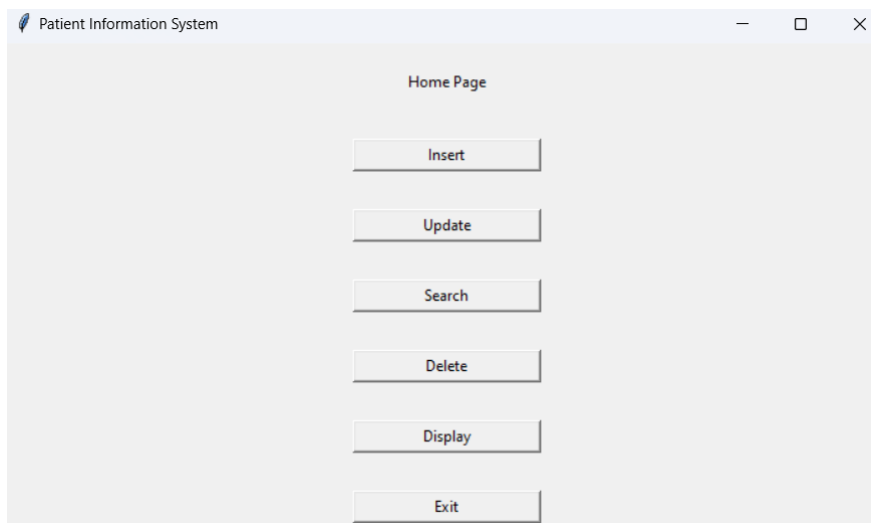 Patient Information System
Home Page
Insert
Update
Search
Delete
Display
Exit